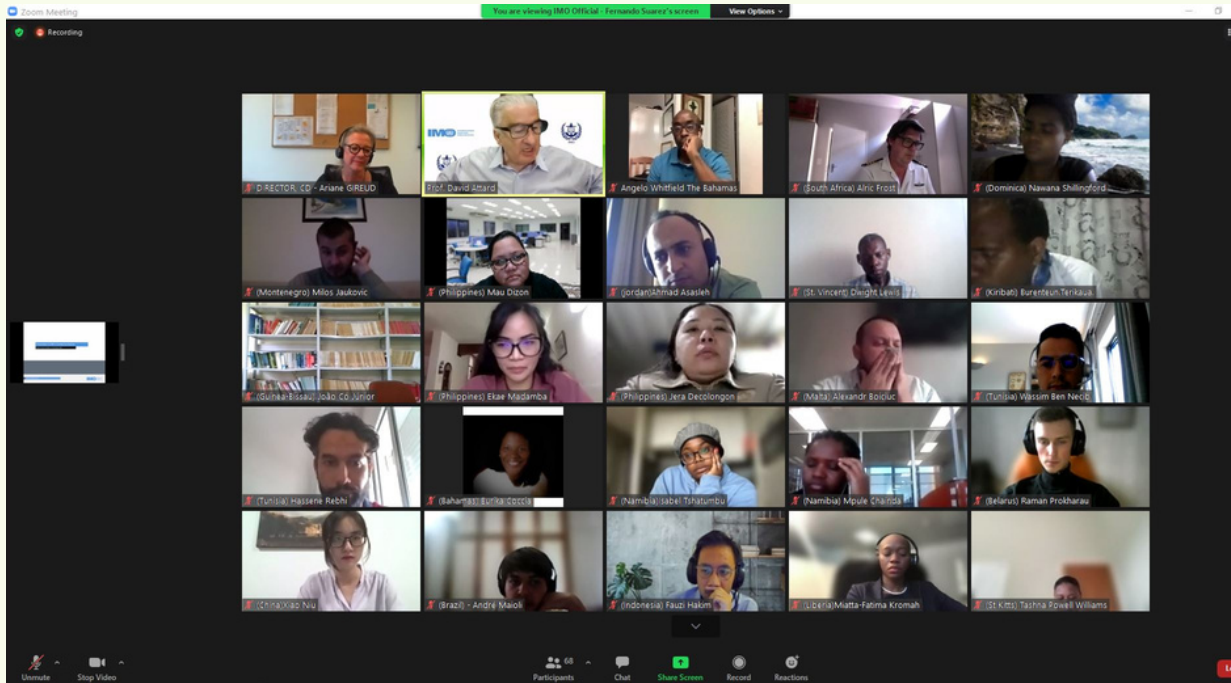 Zoom Meeting
You are viewing IMO Official - Fernando Suarez's screen
View Options
Recording
DIRECTOR, CD - Ariane GIREUD
IMO
Prof. David Attard
Angelo Whitfield The Bahamas
(South Africa) Alric Frost
(Dominica) Nawana Shillingford
(Montenegro) Milos Jaukovic
(Philippines) Mau Dizon
(Jordan)Ahmad Asasleh
(St. Vincent) Dwight Lewis
(Kiribati) Burenteun Terikaua
(Guinea-Bissau) João Có Júnior
(Philippines) Ekae Madamba
(Philippines) Jera Decolongon
(Malta) Alexandr Boiciuc
(Tunisia) Wassim Ben Necib
(Tunisia) Hassene Rebhi
(Bahamas) Eurika Coccia
(Namibia) Isabel Tshatumbu
(Namibia) Mpule Chainda
(Belarus) Raman Prokharau
(China)Xiao Niu
(Brazil) - André Maioli
(Indonesia) Fauzi Hakim
(Liberia)Miatta-Fatima Kromah
(St Kitts) Tashna Powell Williams
Unmute
Stop Video
68
Participants
Chat
Share Screen
Record
Reactions